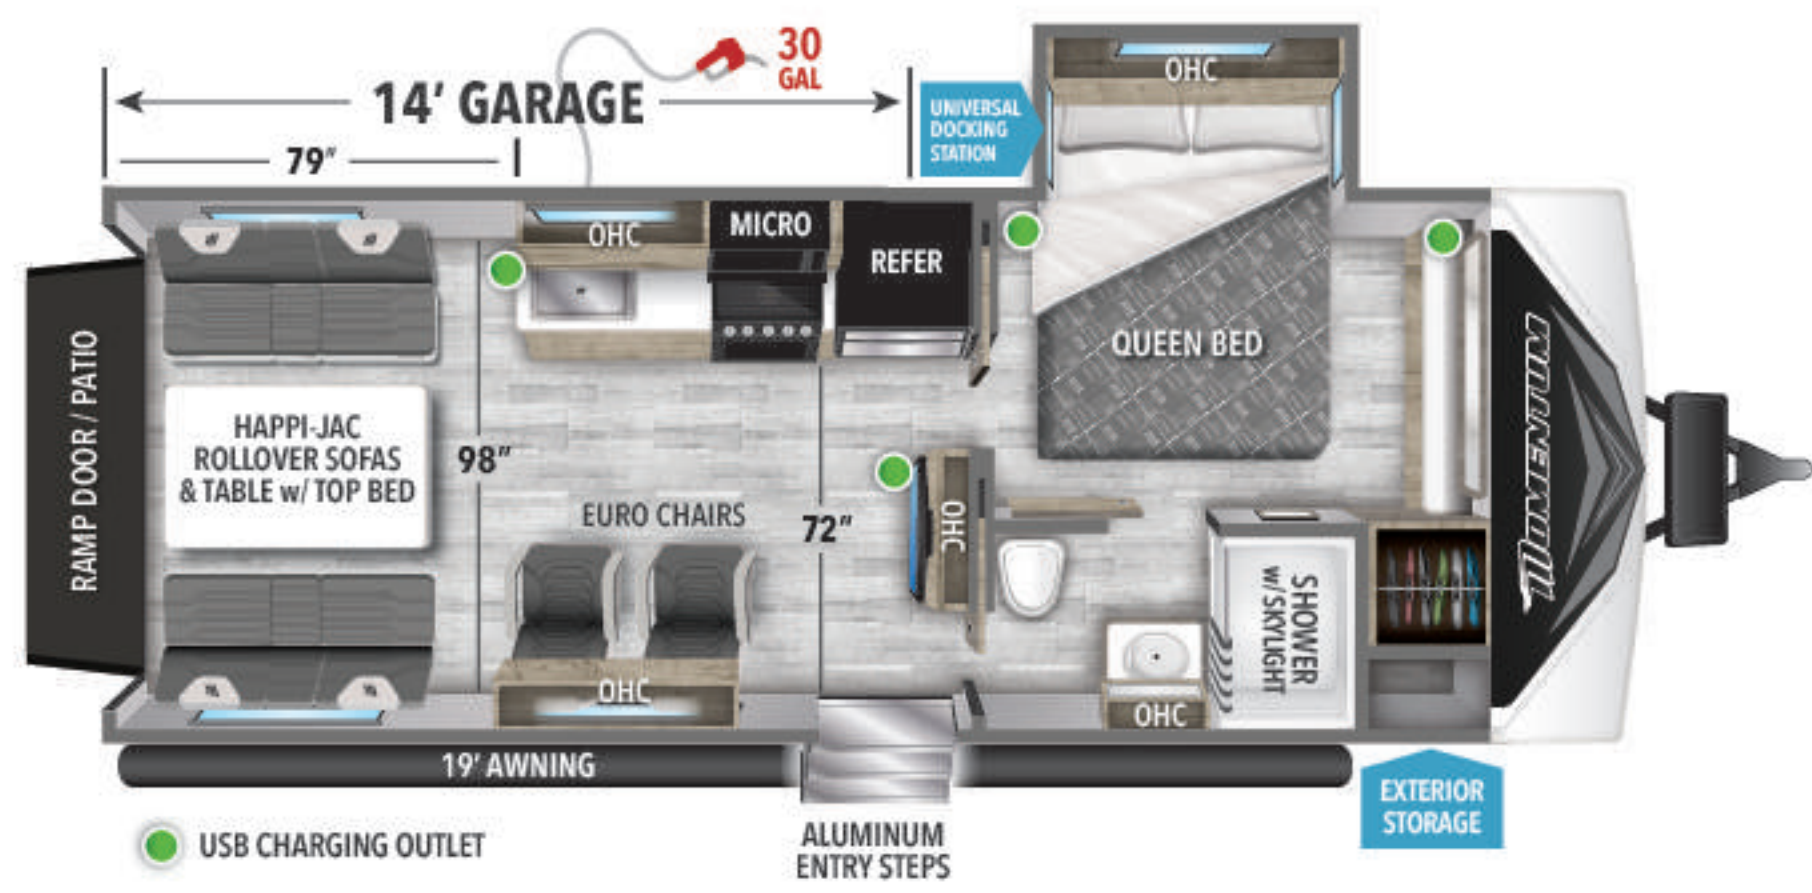 30
GAL
14' GARAGE
79"
UNIVERSAL
DOCKING
STATION
OHC
OHC
MICRO
REFER
QUEEN BED
RAMP DOOR / PATIO
HAPPI-JAC
ROLLOVER SOFAS
& TABLE w/ TOP BED
98"
EURO CHAIRS
72"
OHC
MOMENTUM
SHOWER
w/ SKYLIGHT
OHC
OHC
19' AWNING
EXTERIOR
STORAGE
USB CHARGING OUTLET
ALUMINUM
ENTRY STEPS